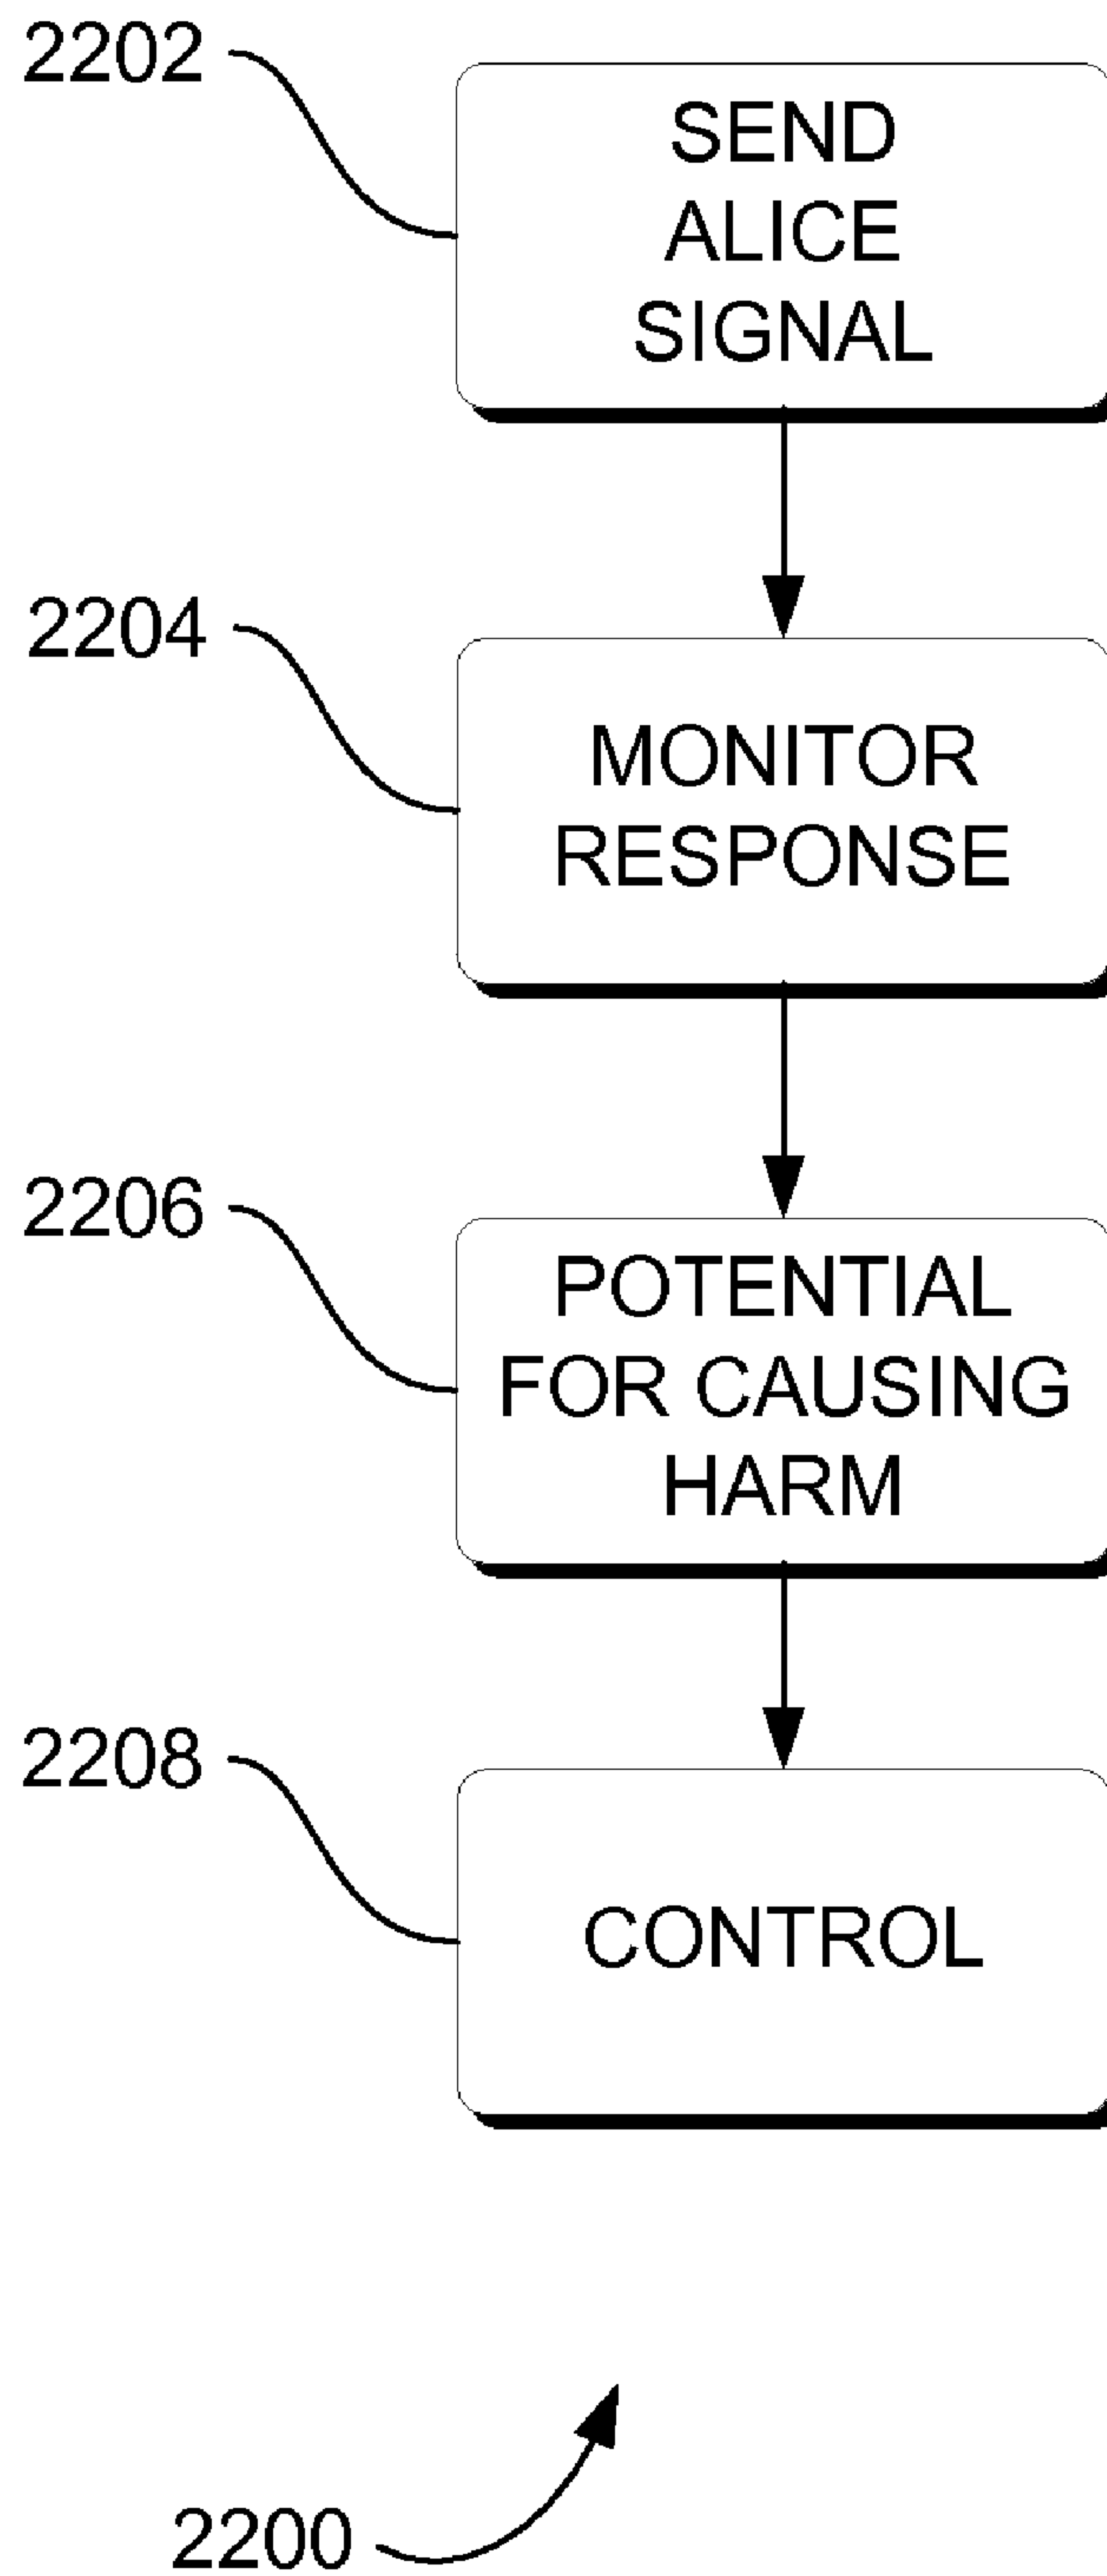 2202
SEND
ALICE
SIGNAL
2204
MONITOR
RESPONSE
2206
POTENTIAL
FOR CAUSING
HARM
2208
CONTROL
2200